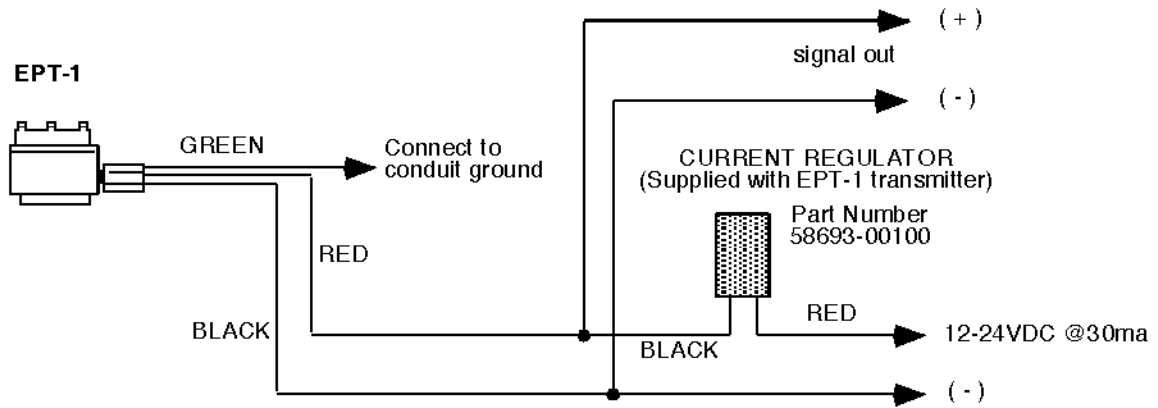 ( + )
signal out
EPT-1
( - )
GREEN
Connect to
conduit ground
CURRENT REGULATOR
(Supplied with EPT-1 transmitter)
Part Number
58693-00100
RED
RED
BLACK
BLACK
12-24VDC @30ma
( - )